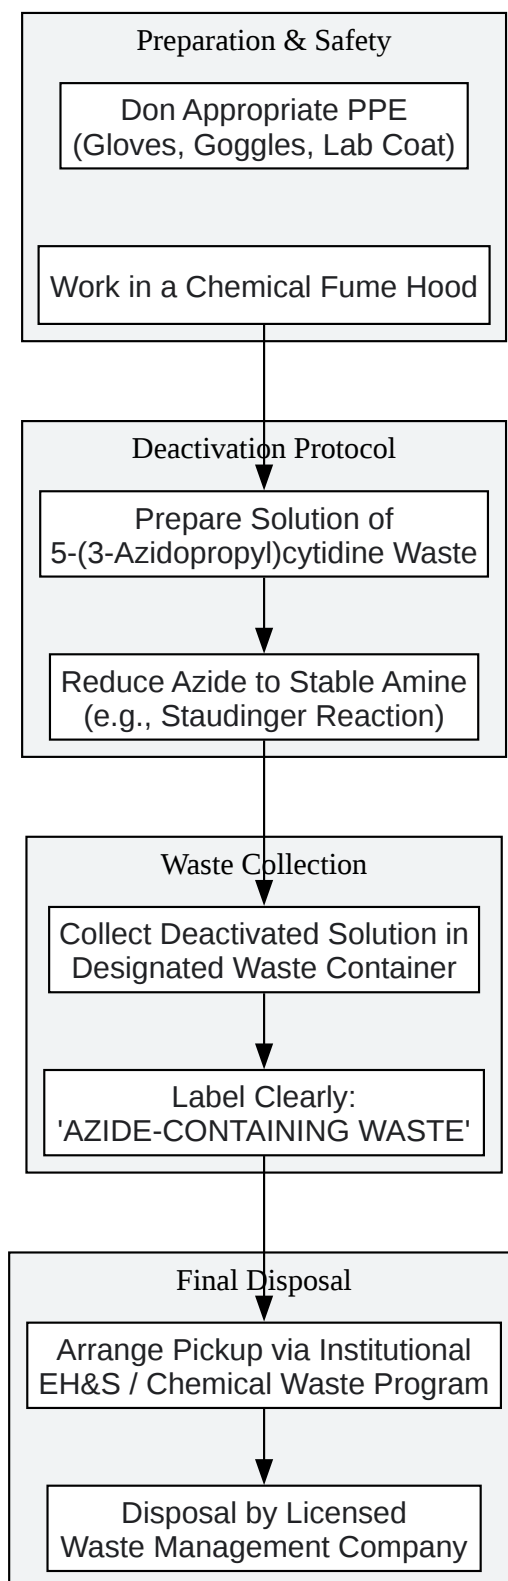 Preparation & Safety
Don Appropriate PPE
(Gloves, Goggles, Lab Coat)
Work in a Chemical Fume Hood
Deactivation Protocol
Prepare Solution of
5-(3-Azidopropyl)cytidine Waste
Reduce Azide to Stable Amine
(e.g., Staudinger Reaction)
Waste Collection
Collect Deactivated Solution in
Designated Waste Container
Label Clearly:
'AZIDE-CONTAINING WASTE'
Final Disposal
Arrange Pickup via Institutional
EH&S / Chemical Waste Program
Disposal by Licensed
Waste Management Company